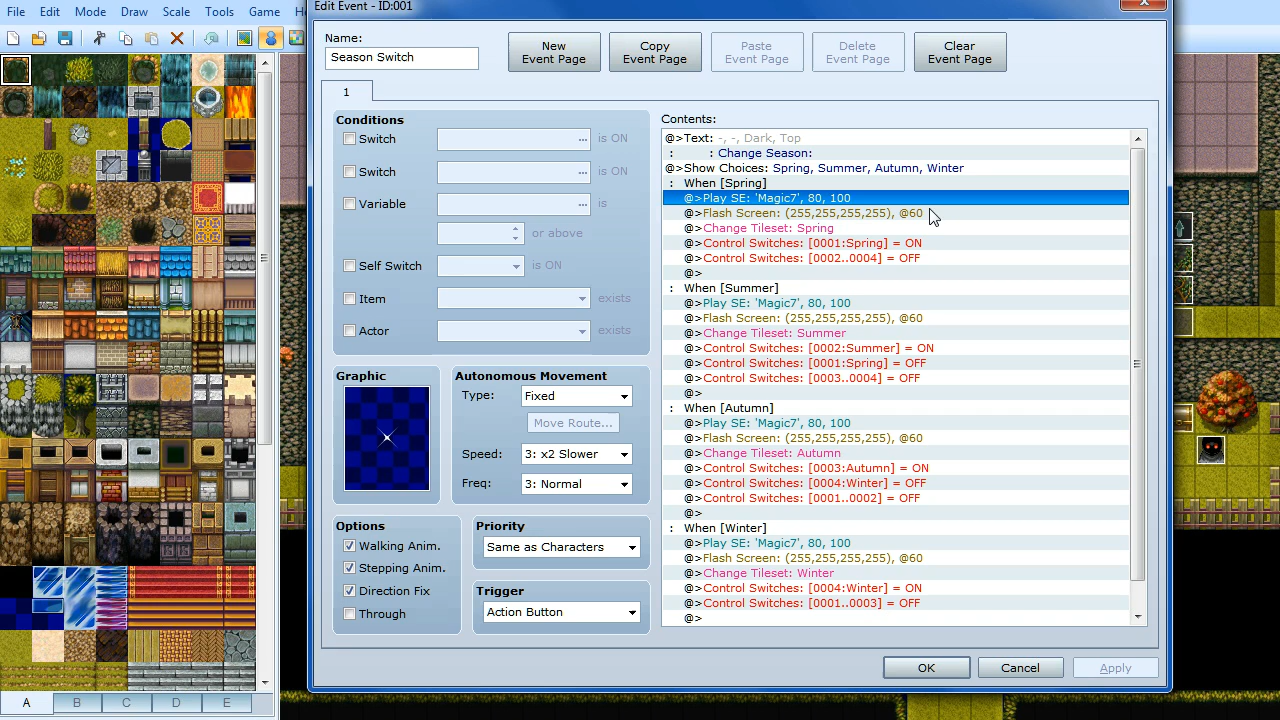 File Edit Mode Draw Scale Tools Game
Edit Event - ID:001
Name:
Season Switch
New Event Page
Copy Event Page
Paste Event Page
Delete Event Page
Clear Event Page
1
Conditions
Switch ... is ON
Switch ... is ON
Variable ... is
or above
Self Switch is ON
Item exists
Actor exists
Graphic
Autonomous Movement
Type: Fixed
Move Route...
Speed: 3: x2 Slower
Freq: 3: Normal
Options
Walking Anim.
Stepping Anim.
Direction Fix
Through
Priority
Same as Characters
Trigger
Action Button
Contents:
@>Text: -, -, Dark, Top
: : Change Season:
@>Show Choices: Spring, Summer, Autumn, Winter
: When [Spring]
@>Play SE: 'Magic7', 80, 100
@>Flash Screen: (255,255,255,255), @60
@>Change Tileset: Spring
@>Control Switches: [0001:Spring] = ON
@>Control Switches: [0002..0004] = OFF
@>
: When [Summer]
@>Play SE: 'Magic7', 80, 100
@>Flash Screen: (255,255,255,255), @60
@>Change Tileset: Summer
@>Control Switches: [0002:Summer] = ON
@>Control Switches: [0001:Spring] = OFF
@>Control Switches: [0003..0004] = OFF
@>
: When [Autumn]
@>Play SE: 'Magic7', 80, 100
@>Flash Screen: (255,255,255,255), @60
@>Change Tileset: Autumn
@>Control Switches: [0003:Autumn] = ON
@>Control Switches: [0004:Winter] = OFF
@>Control Switches: [0001..0002] = OFF
@>
: When [Winter]
@>Play SE: 'Magic7', 80, 100
@>Flash Screen: (255,255,255,255), @60
@>Change Tileset: Winter
@>Control Switches: [0004:Winter] = ON
@>Control Switches: [0001..0003] = OFF
@>
OK Cancel Apply
A B C D E